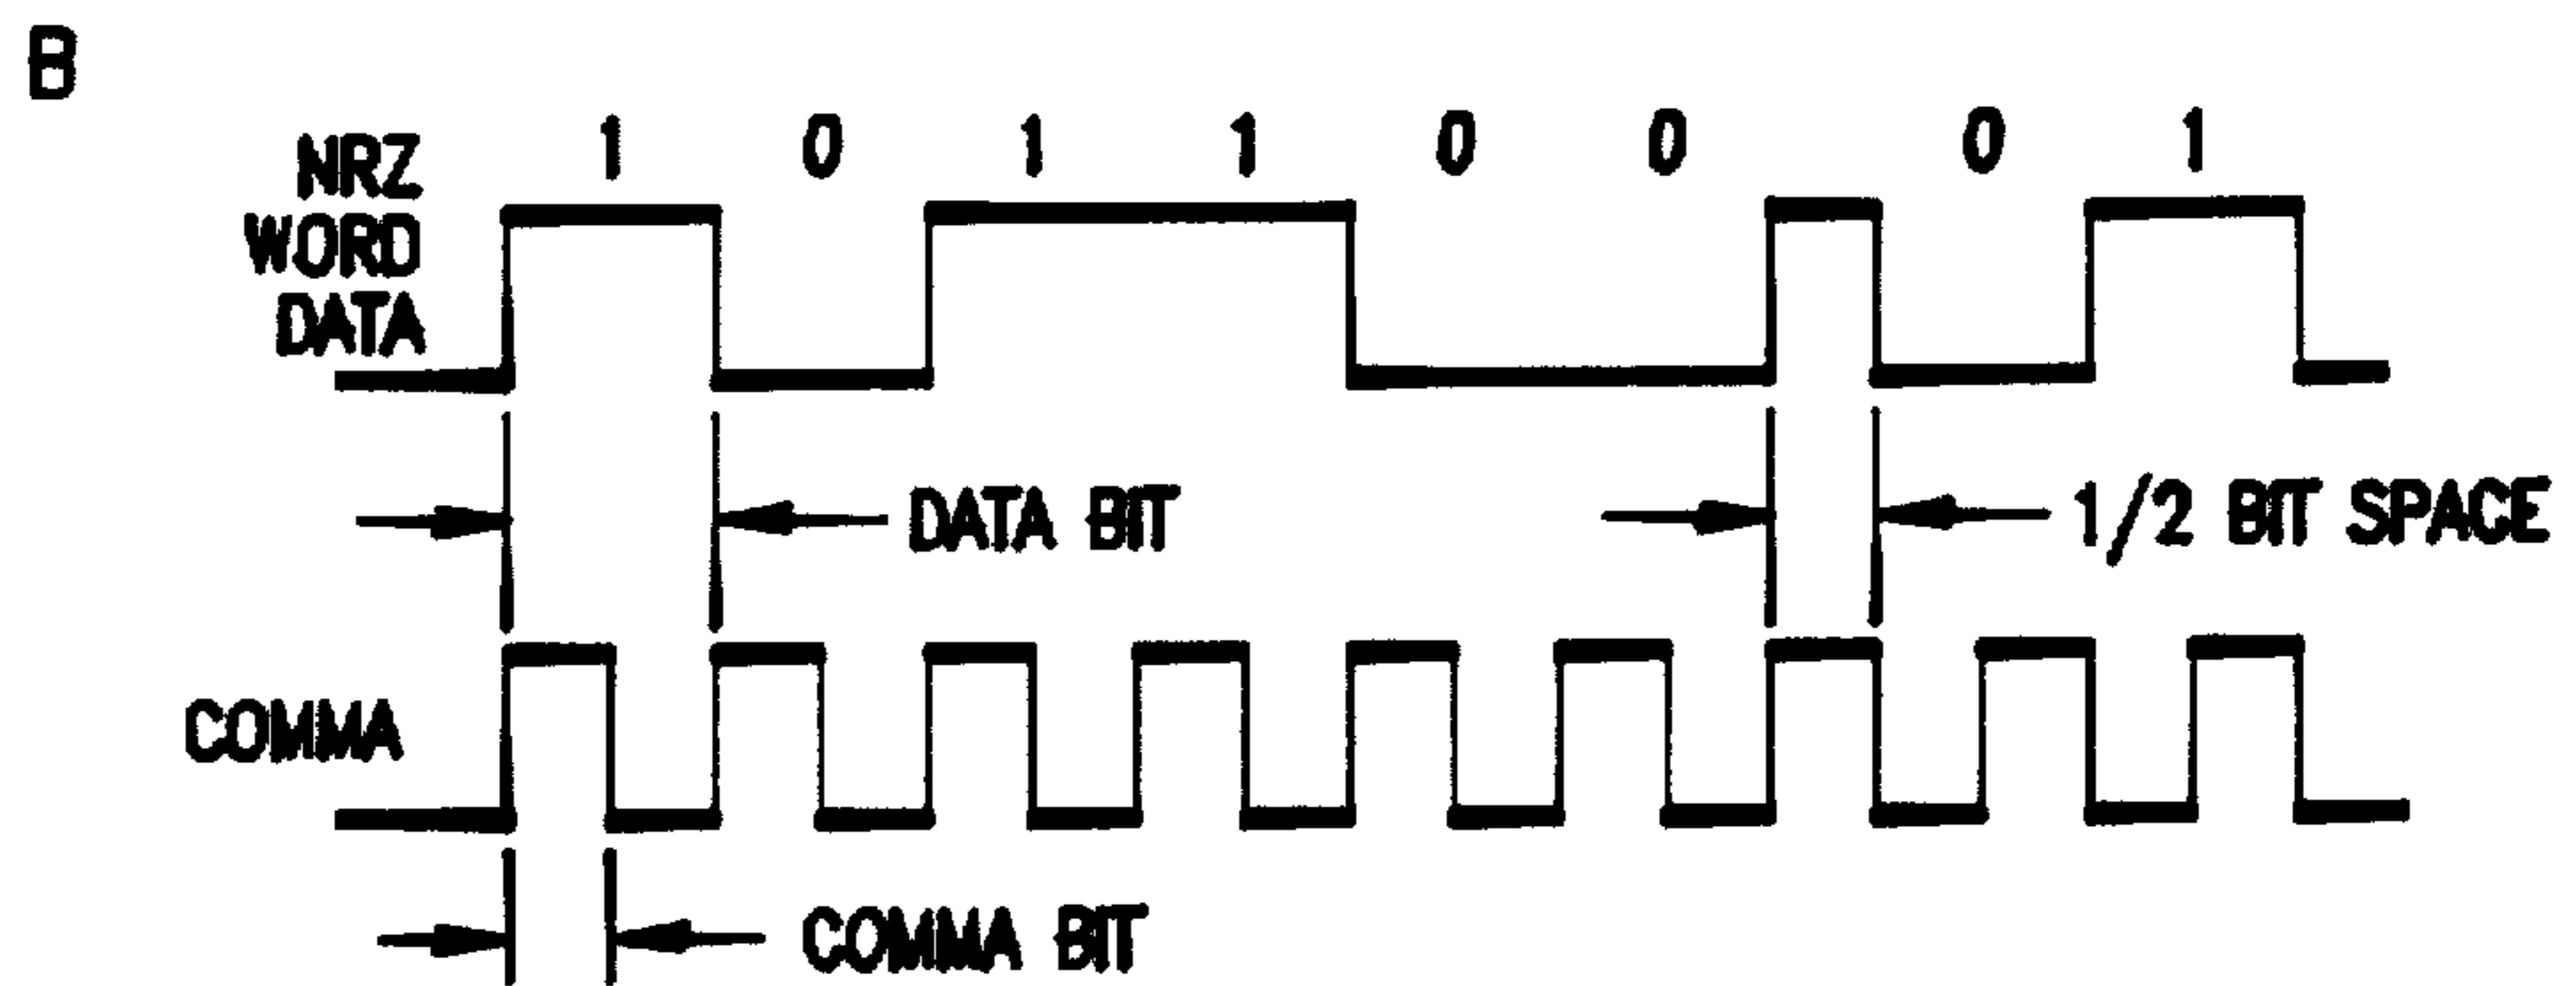 B
1 0 1 1 0 0 0 1
NRZ
WORD
DATA
DATA BIT
1/2 BIT SPACE
COMMA
COMMA BIT